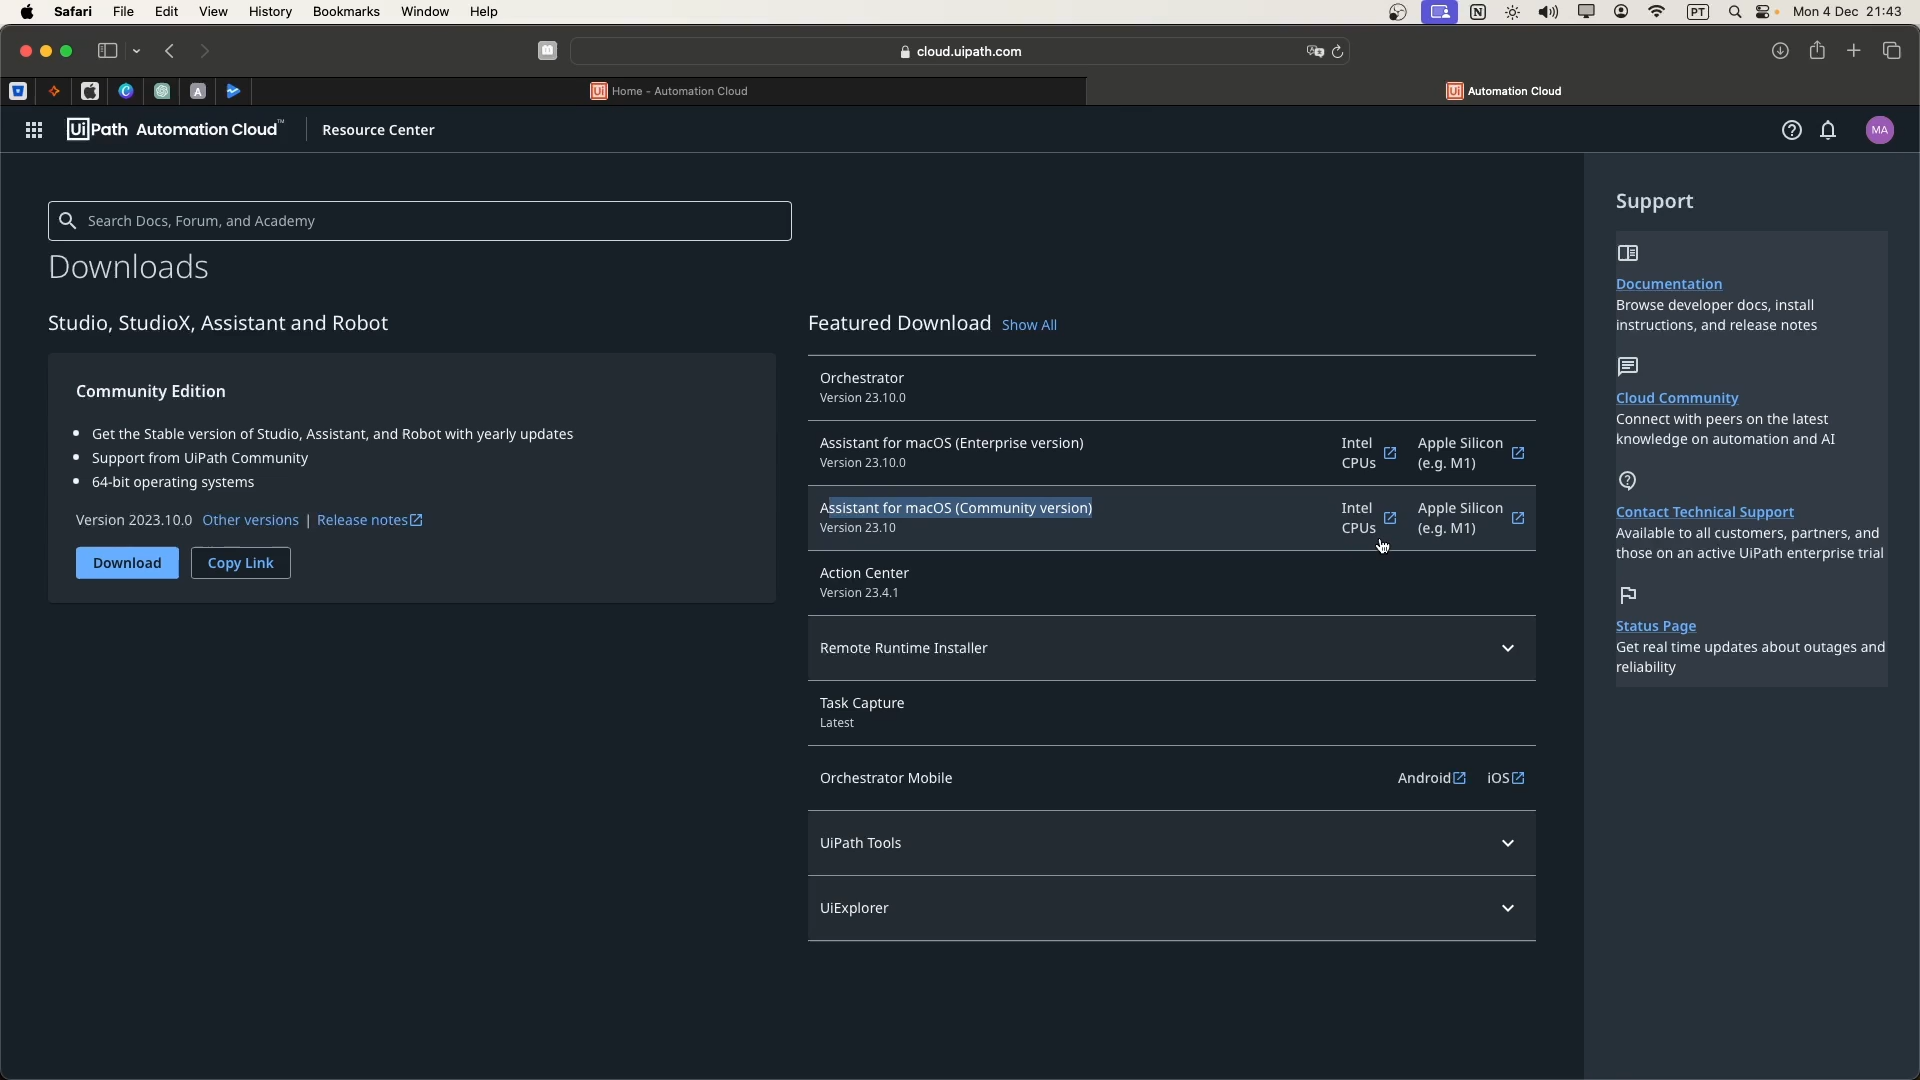 Safari File Edit View History Bookmarks Window Help PT Mon 4 Dec 21:43
cloud.uipath.com
A Ui Home - Automation Cloud Ui Automation Cloud
UiPath Automation Cloud™ Resource Center MA
Search Docs, Forum, and Academy
Downloads
Studio, StudioX, Assistant and Robot
Community Edition
Get the Stable version of Studio, Assistant, and Robot with yearly updates
Support from UiPath Community
64-bit operating systems
Version 2023.10.0 Other versions | Release notes
Download Copy Link
Featured Download Show All
Orchestrator
Version 23.10.0
Assistant for macOS (Enterprise version)
Version 23.10.0
Intel
CPUs
Apple Silicon
(e.g. M1)
Assistant for macOS (Community version)
Version 23.10
Intel
CPUs
Apple Silicon
(e.g. M1)
Action Center
Version 23.4.1
Remote Runtime Installer
Task Capture
Latest
Orchestrator Mobile Android iOS
UiPath Tools
UiExplorer
Support
Documentation
Browse developer docs, install
instructions, and release notes
Cloud Community
Connect with peers on the latest
knowledge on automation and AI
Contact Technical Support
Available to all customers, partners, and
those on an active UiPath enterprise trial
Status Page
Get real time updates about outages and
reliability